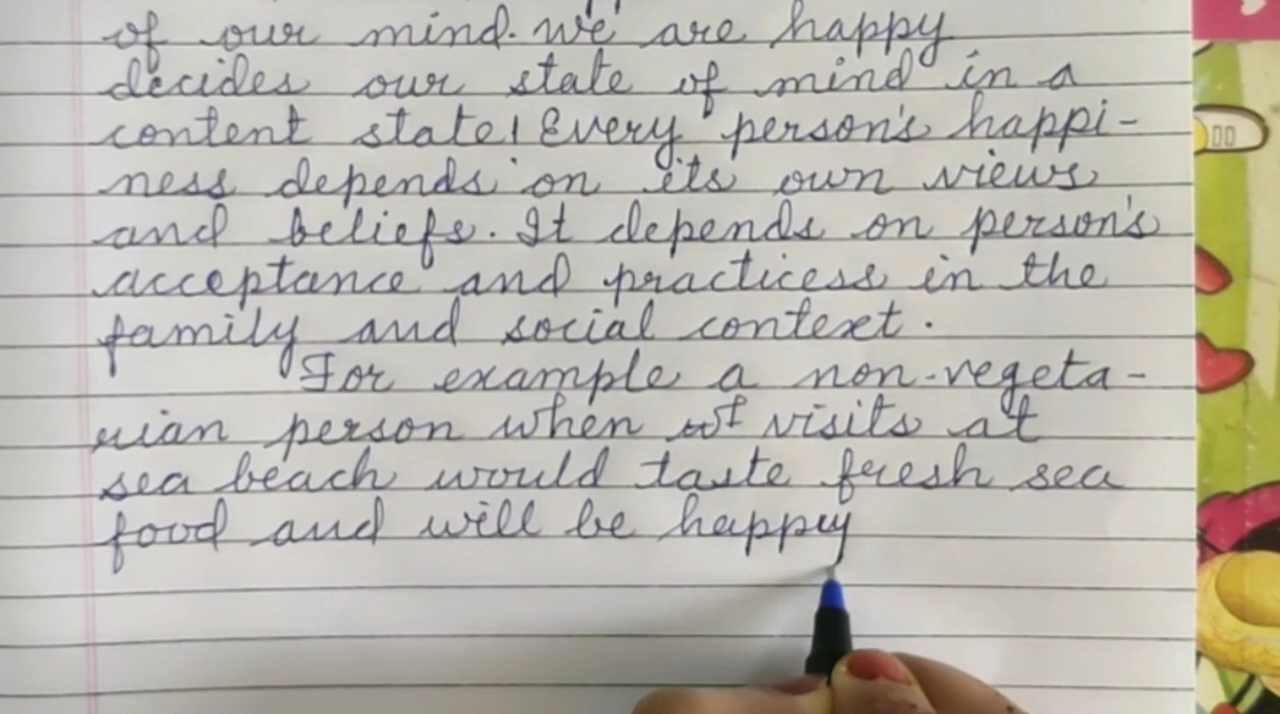 of our mind. we are happy
decides our state of mind in a
content state! Every person's happi-
ness depends on its own views
and beliefs. It depends on person's
acceptance and practicess in the
family and social context.
For example a non-vegeta-
rian person when visits at
sea beach would taste fresh sea
food and will be happy